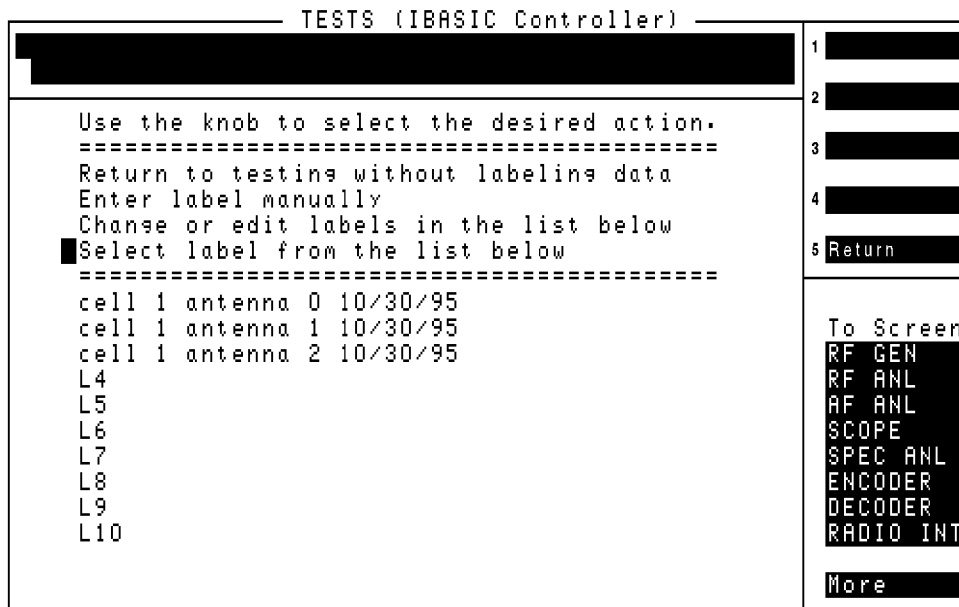 TESTS (IBASIC Controller)
Use the knob to select the desired action.
==========================================
Return to testing without labeling data
Enter label manually
Change or edit labels in the list below
Select label from the list below
==========================================
cell 1 antenna 0 10/30/95
cell 1 antenna 1 10/30/95
cell 1 antenna 2 10/30/95
L4
L5
L6
L7
L8
L9
L10
1
2
3
4
5 Return
To Screen
RF GEN
RF ANL
AF ANL
SCOPE
SPEC ANL
ENCODER
DECODER
RADIO INT
More